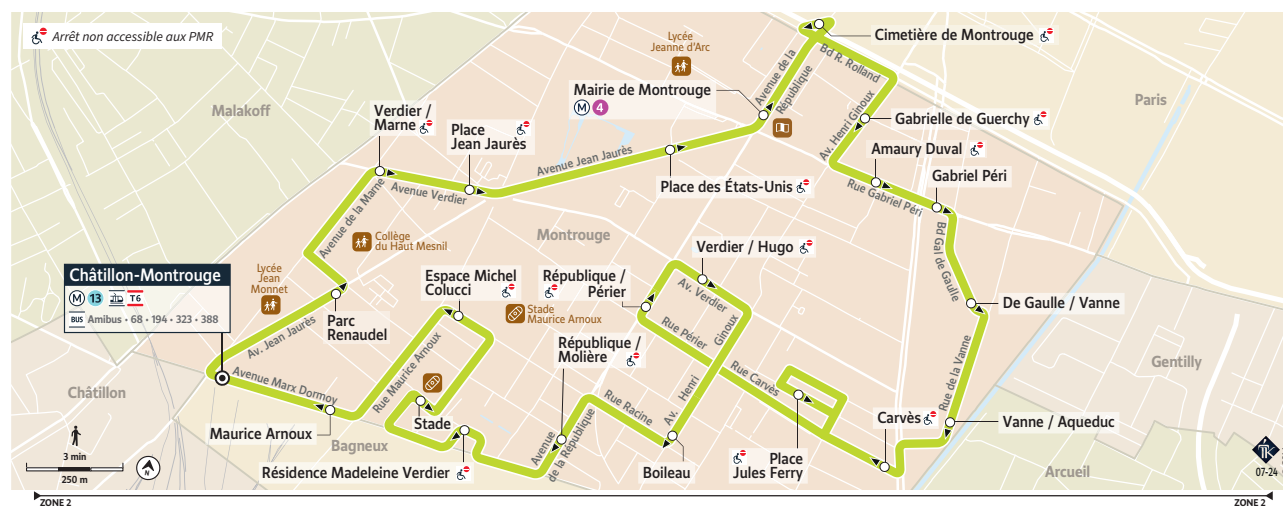 Arrêt non accessible aux PMR
Lycée
Jeanne d'Arc
Cimetière de Montrouge
Bd R. Rolland
Avenue de la
République
Mairie de Montrouge
M 4
Malakoff
Paris
Verdier /
Marne
Place
Jean Jaurès
Avenue Jean Jaurès
Av. Henri Ginoux
Gabrielle de Guerchy
Amaury Duval
Gabriel Péri
Rue Gabriel Péri
Place des États-Unis
Avenue Verdier
Avenue de la Marne
Collège
du Haut Mesnil
Montrouge
Verdier / Hugo
Bd Gal de Gaulle
Châtillon-Montrouge
M 13 T6
BUS Amibus • 68 • 194 • 323 • 388
Lycée
Jean
Monnet
Espace Michel
Colucci
République /
Périer
Av. Verdier
De Gaulle / Vanne
Stade
Maurice Arnoux
Parc
Renaudel
Av. Jean Jaurès
Rue Maurice Arnoux
République /
Molière
Rue Périer
Av. Henri Ginoux
Rue de la Vanne
Gentilly
Avenue Marx Dormoy
Châtillon
Rue Carvès
Rue Racine
Stade
Carvès
Vanne / Aqueduc
Maurice Arnoux
Bagneux
Avenue
de la République
Résidence Madeleine Verdier
Boileau
Place
Jules Ferry
Arcueil
3 min
250 m
N
TK
07-24
ZONE 2
ZONE 2